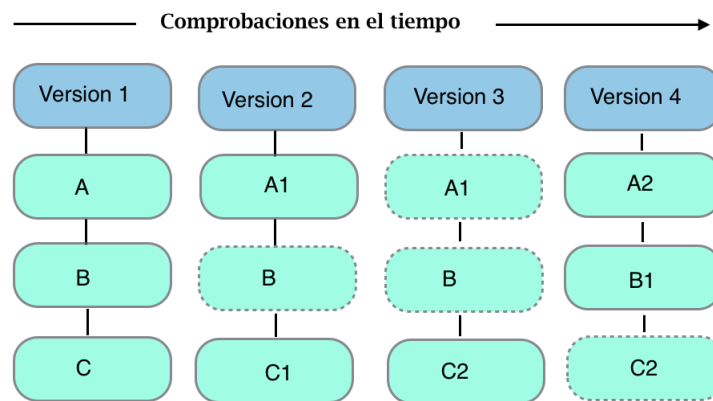 Comprobaciones en el tiempo
Version 1
Version 2
Version 3
Version 4
A
A1
A1
A2
B
B
B
B1
C
C1
C2
C2